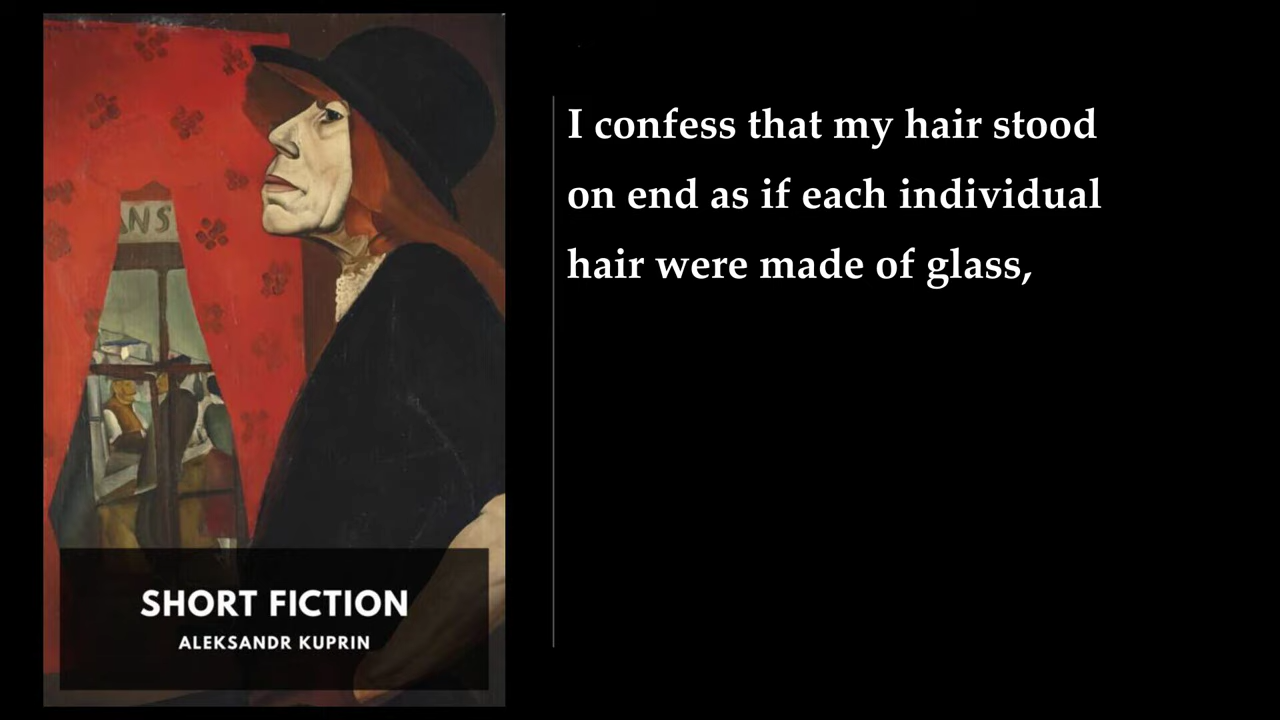 ANS
SHORT FICTION
ALEKSANDR KUPRIN
I confess that my hair stood
on end as if each individual
hair were made of glass,